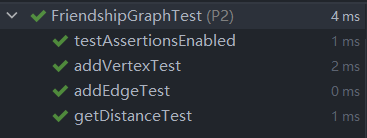 FriendshipGraphTest (P2) 4 ms
testAssertionsEnabled 1 ms
addVertexTest 2 ms
addEdgeTest 0 ms
getDistanceTest 1 ms